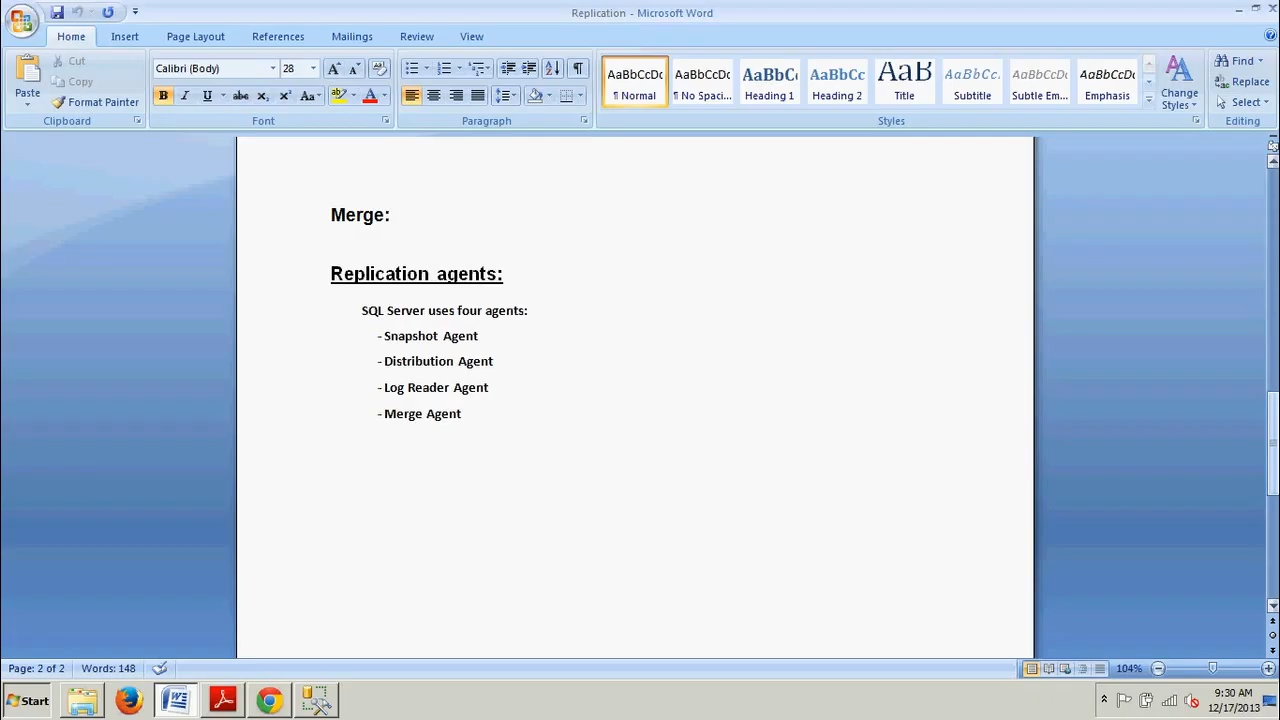 Replication - Microsoft Word
Home Insert Page Layout References Mailings Review View
Paste
Cut
Copy
Format Painter
Clipboard
Calibri (Body) 28
Font
Paragraph
AaBbCcDc AaBbCcDc AaBbC AaBbCc AaB AaBbCc. AaBbCcDc AaBbCcDc
¶ Normal ¶ No Spaci... Heading 1 Heading 2 Title Subtitle Subtle Em... Emphasis
Change Styles
Styles
Find
Replace
Select
Editing
Merge:
Replication agents:
SQL Server uses four agents:
- Snapshot Agent
- Distribution Agent
- Log Reader Agent
- Merge Agent
Page: 2 of 2 Words: 148 104%
Start 9:30 AM
12/17/2013